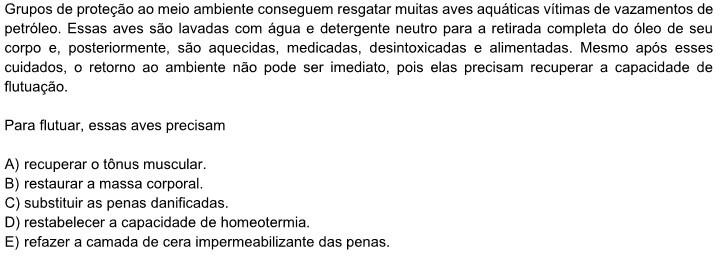 Grupos de proteção ao meio ambiente conseguem resgatar muitas aves aquáticas vítimas de vazamentos de
petróleo. Essas aves são lavadas com água e detergente neutro para a retirada completa do óleo de seu
corpo e, posteriormente, são aquecidas, medicadas, desintoxicadas e alimentadas. Mesmo após esses
cuidados, o retorno ao ambiente não pode ser imediato, pois elas precisam recuperar a capacidade de
flutuação.
Para flutuar, essas aves precisam
A) recuperar o tônus muscular.
B) restaurar a massa corporal.
C) substituir as penas danificadas.
D) restabelecer a capacidade de homeotermia.
E) refazer a camada de cera impermeabilizante das penas.